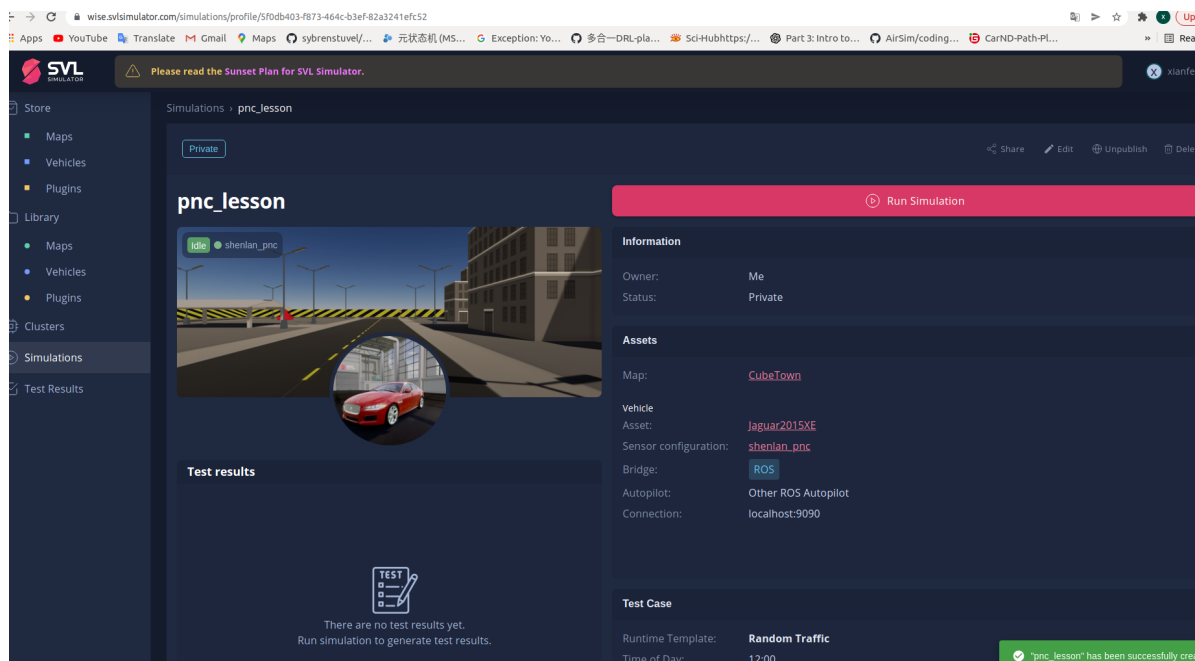 wise.svlsimulator.com/simulations/profile/5f0db403-f873-464c-b3ef-82a3241efc52
Up
Apps YouTube Translate Gmail Maps sybrenstuvel/... 元状态机 (MS... Exception: Yo... 多合一DRL-pla... Sci-Hubhttps:/... Part 3: Intro to... AirSim/coding... CarND-Path-Pl... » Rea
SVL
SIMULATOR
Please read the Sunset Plan for SVL Simulator.
X xianfe
Store
Maps
Vehicles
Plugins
Library
Maps
Vehicles
Plugins
Clusters
Simulations
Test Results
Simulations › pnc_lesson
Private
Share Edit Unpublish Dele
pnc_lesson
Idle shenlan_pnc
Test results
TEST
There are no test results yet.
Run simulation to generate test results.
Run Simulation
Information
Owner: Me
Status: Private
Assets
Map: CubeTown
Vehicle
Asset: Jaguar2015XE
Sensor configuration: shenlan_pnc
Bridge: ROS
Autopilot: Other ROS Autopilot
Connection: localhost:9090
Test Case
Runtime Template: Random Traffic
Time of Day: 12:00
"pnc_lesson" has been successfully crea